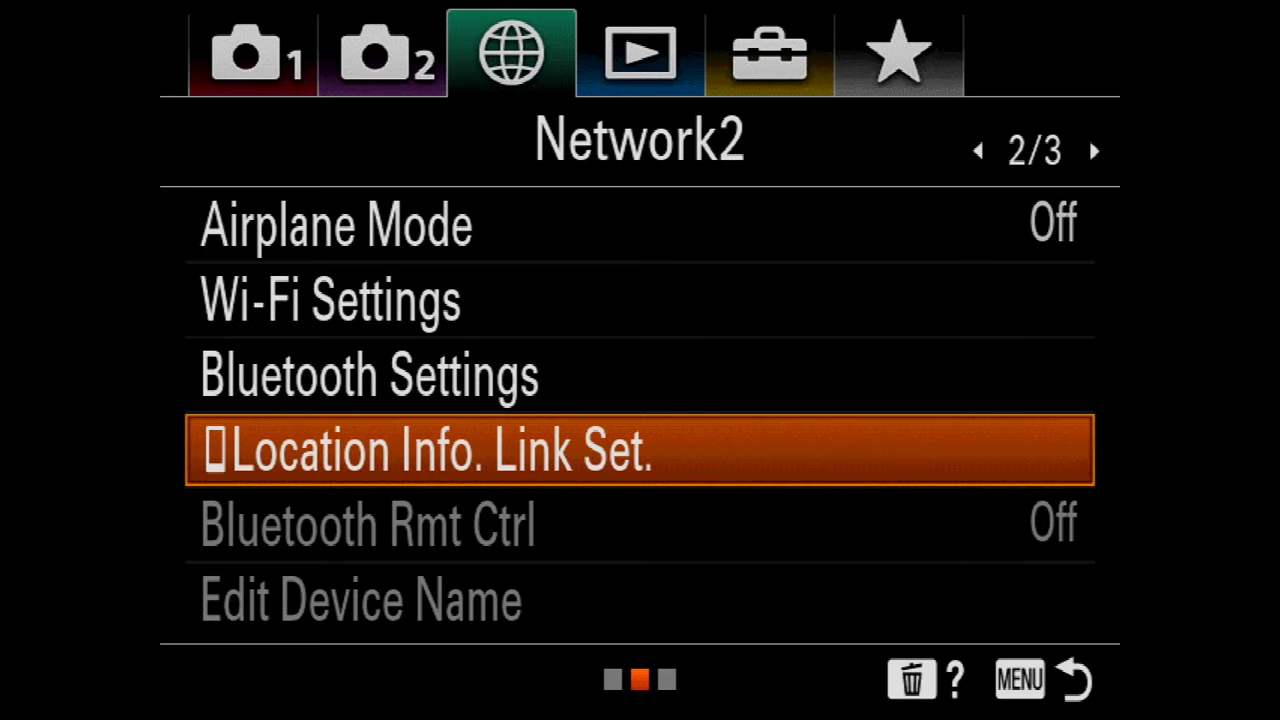 1 2
Network2
2/3
Airplane Mode Off
Wi-Fi Settings
Bluetooth Settings
Location Info. Link Set.
Bluetooth Rmt Ctrl Off
Edit Device Name
? MENU